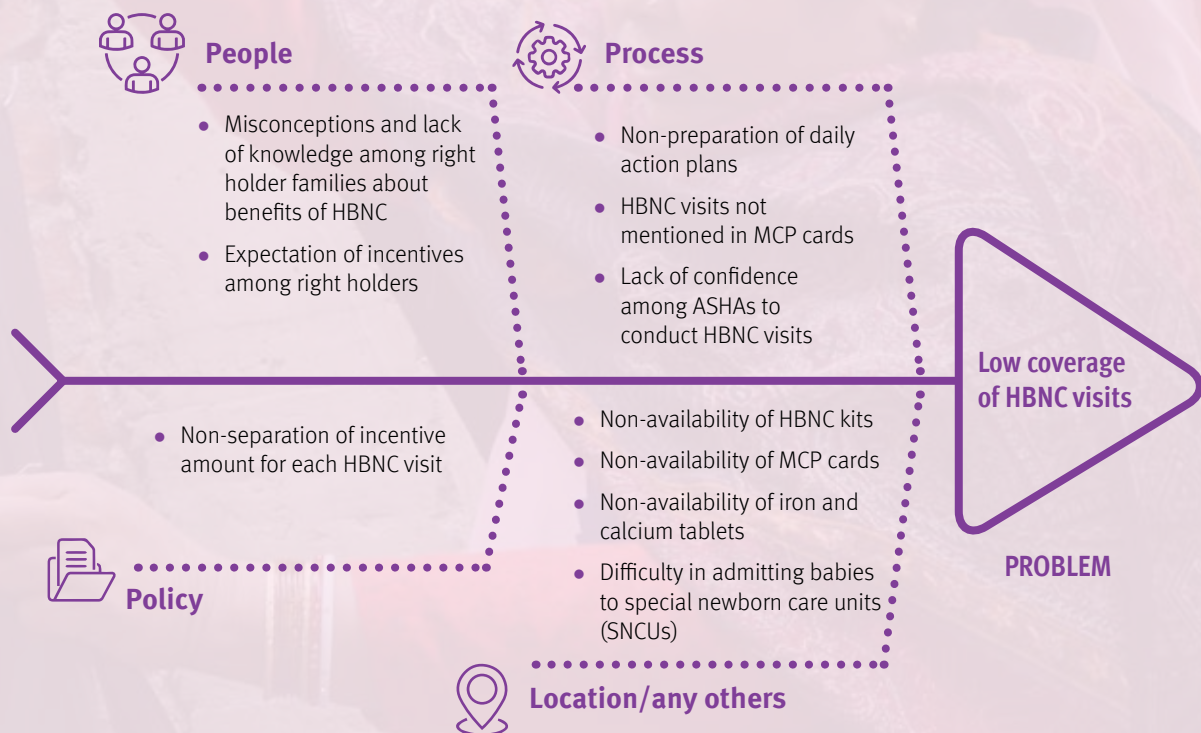 People
• Misconceptions and lack
of knowledge among right
holder families about
benefits of HBNC
• Expectation of incentives
among right holders
Process
• Non-preparation of daily
action plans
• HBNC visits not
mentioned in MCP cards
• Lack of confidence
among ASHAs to
conduct HBNC visits
Low coverage
of HBNC visits
PROBLEM
• Non-separation of incentive
amount for each HBNC visit
Policy
• Non-availability of HBNC kits
• Non-availability of MCP cards
• Non-availability of iron and
calcium tablets
• Difficulty in admitting babies
to special newborn care units
(SNCUs)
Location/any others